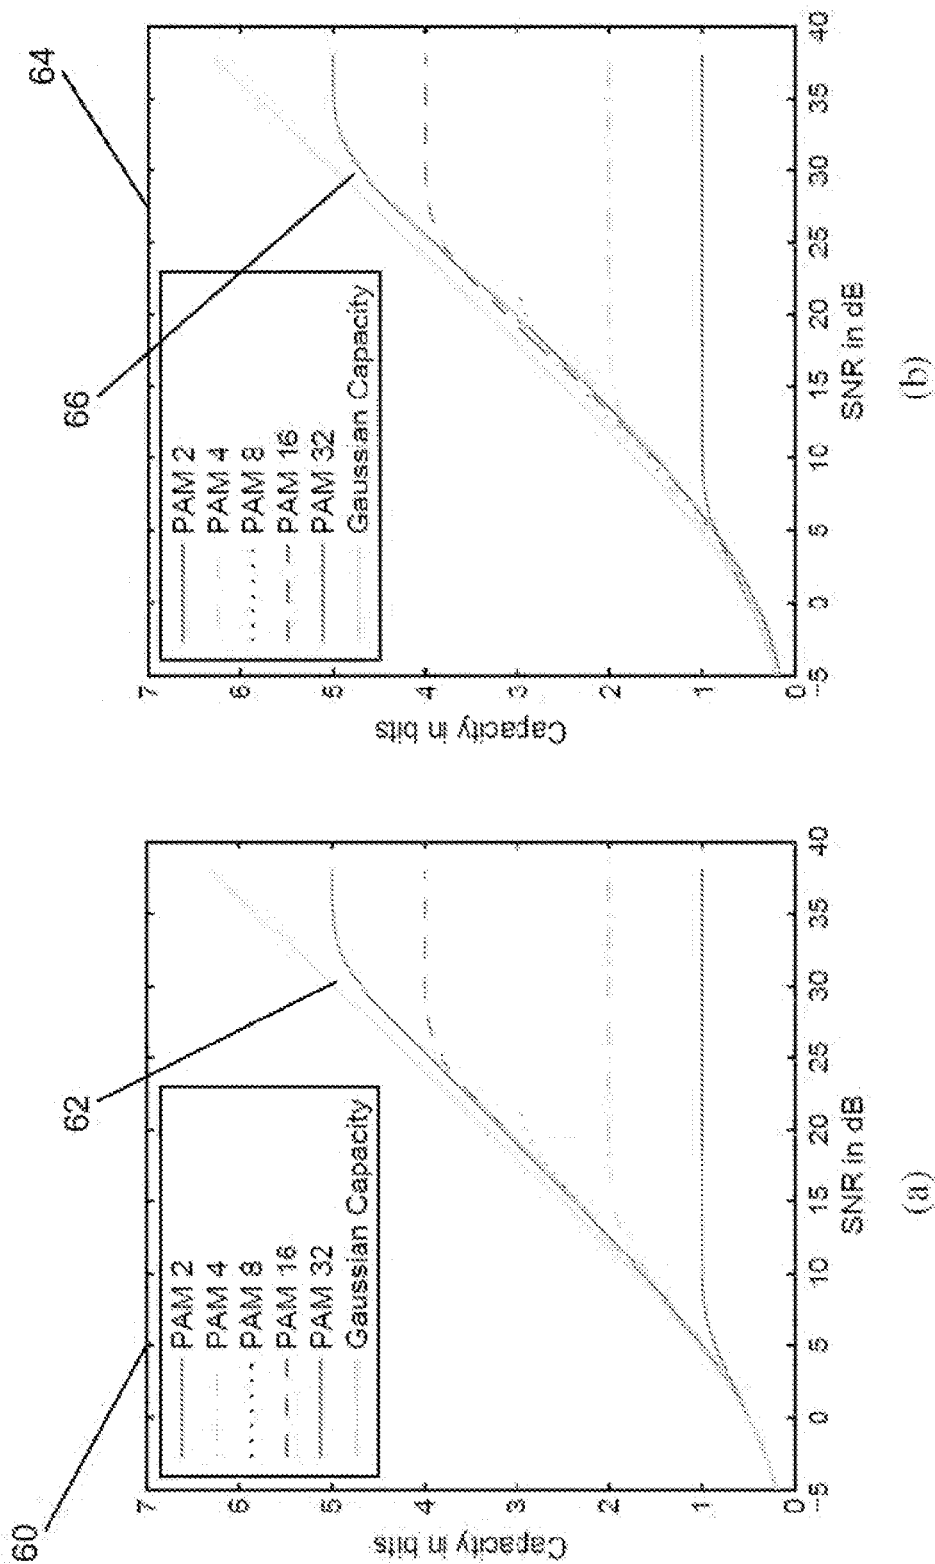 60
62
7
6
5
4
3
2
1
0
Capacity in bits
PAM 2
PAM 4
PAM 8
PAM 16
PAM 32
Gaussian Capacity
-5
0
5
10
15
20
25
30
35
40
SNR in dB
(a)
64
66
7
6
5
4
3
2
1
0
Capacity in bits
PAM 2
PAM 4
PAM 8
PAM 16
PAM 32
Gaussian Capacity
-5
0
5
10
15
20
25
30
35
40
SNR in dB
(b)